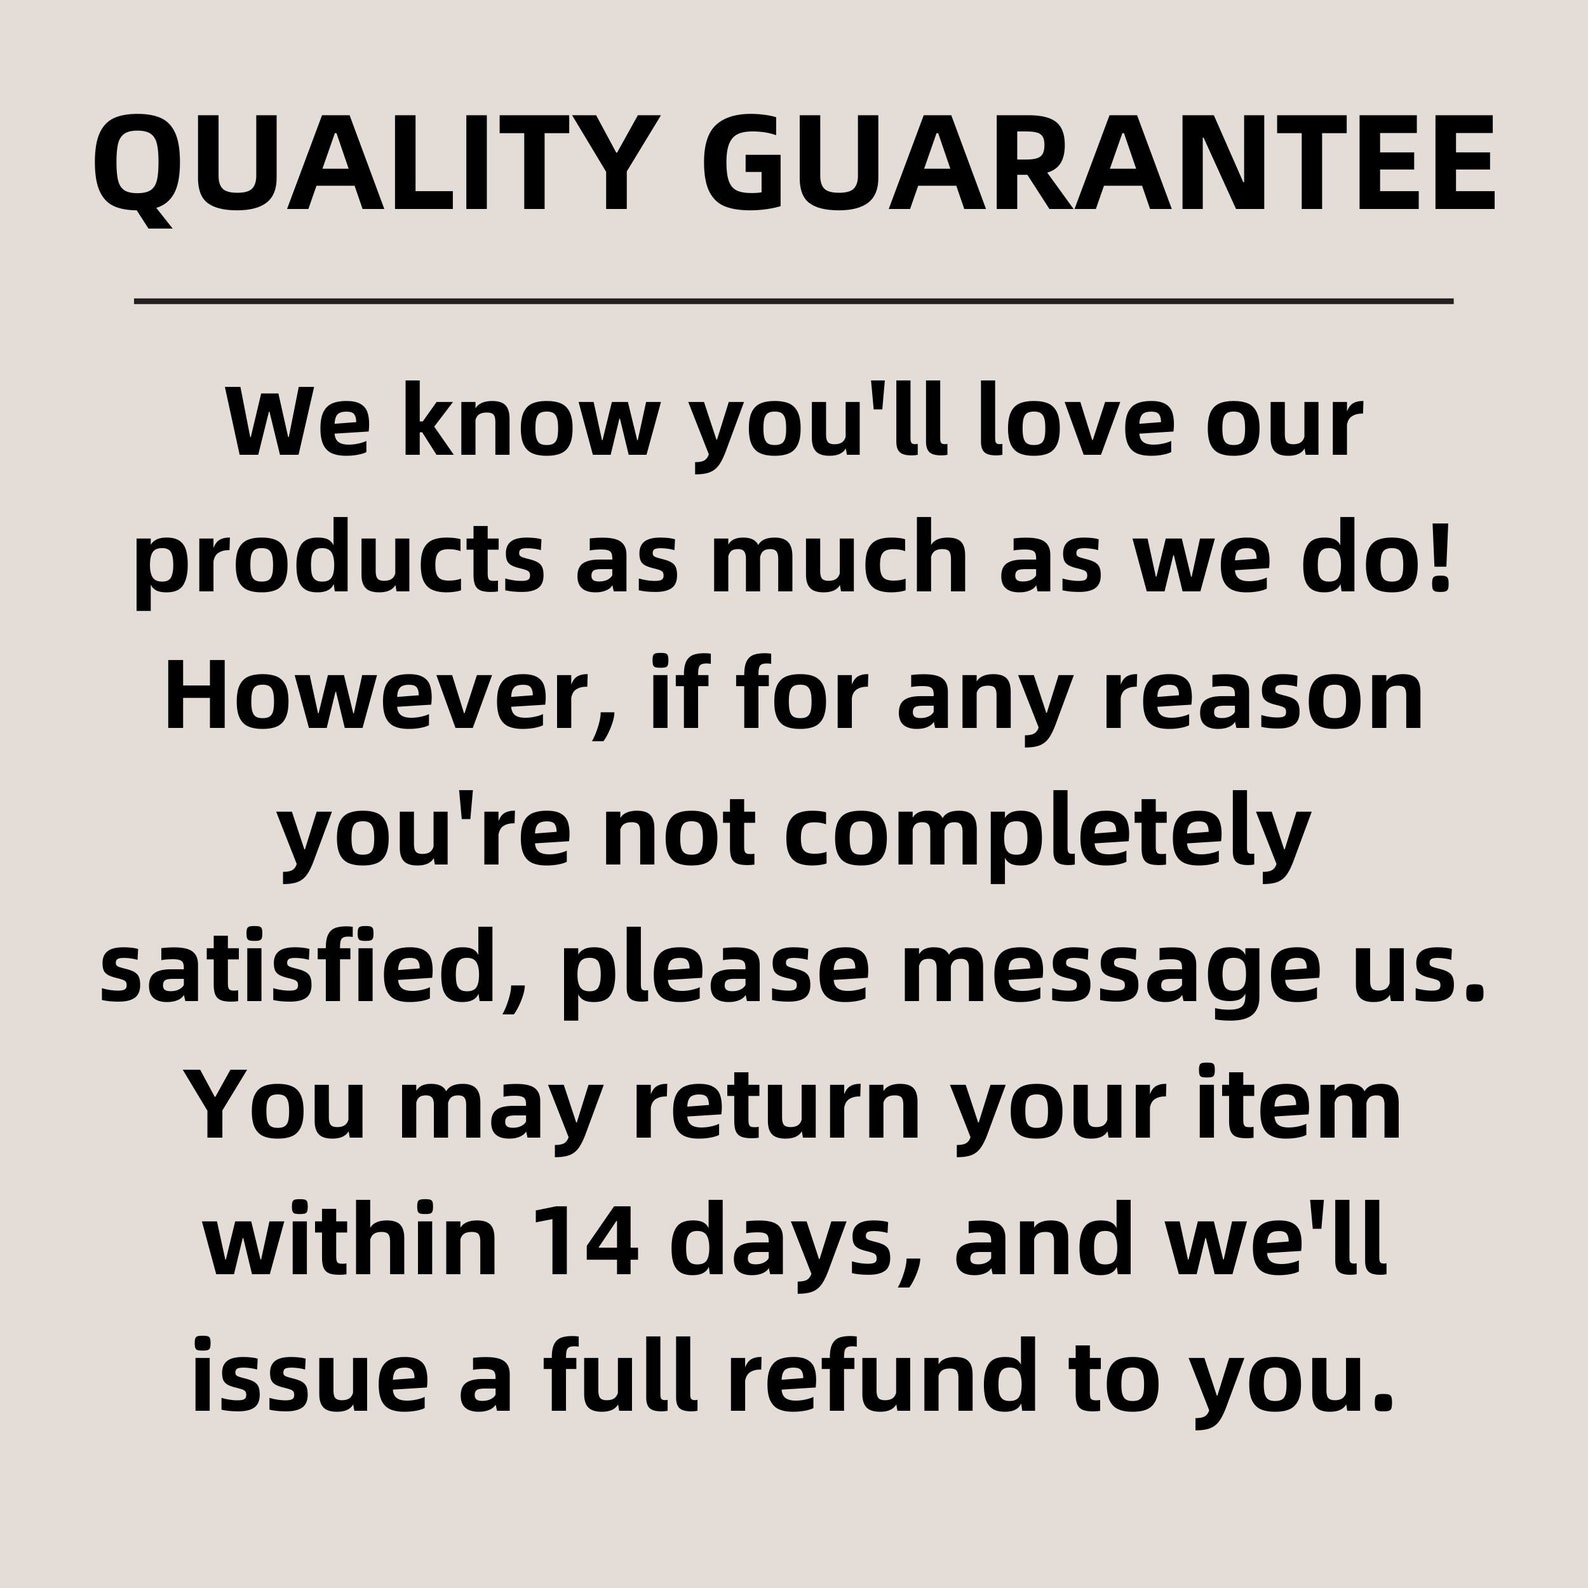 QUALITY GUARANTEE
We know you'll love our
products as much as we do!
However, if for any reason
you're not completely
satisfied, please message us.
You may return your item
within 14 days, and we'll
issue a full refund to you.